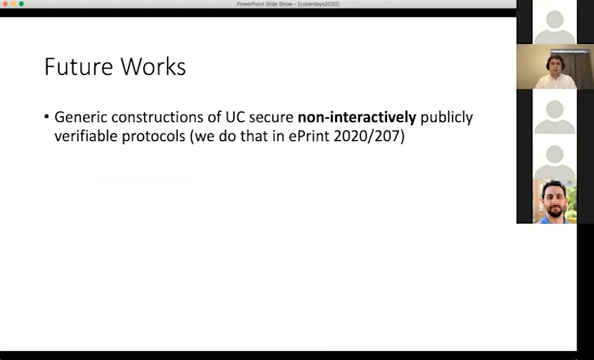 PowerPoint Slide Show - [cyberdays2020]
Future Works
• Generic constructions of UC secure non-interactively publicly
verifiable protocols (we do that in ePrint 2020/207)